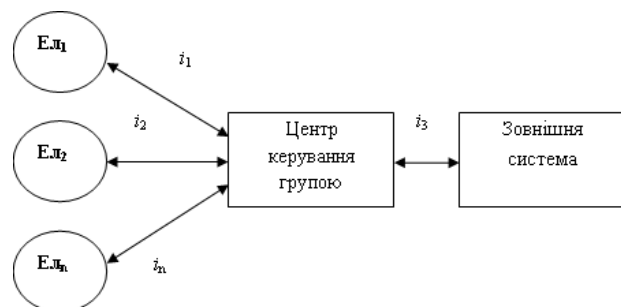 Ел₁
i₁
Ел₂
i₂
Елₙ
iₙ
Центр
керування
групою
i₃
Зовнішня
система